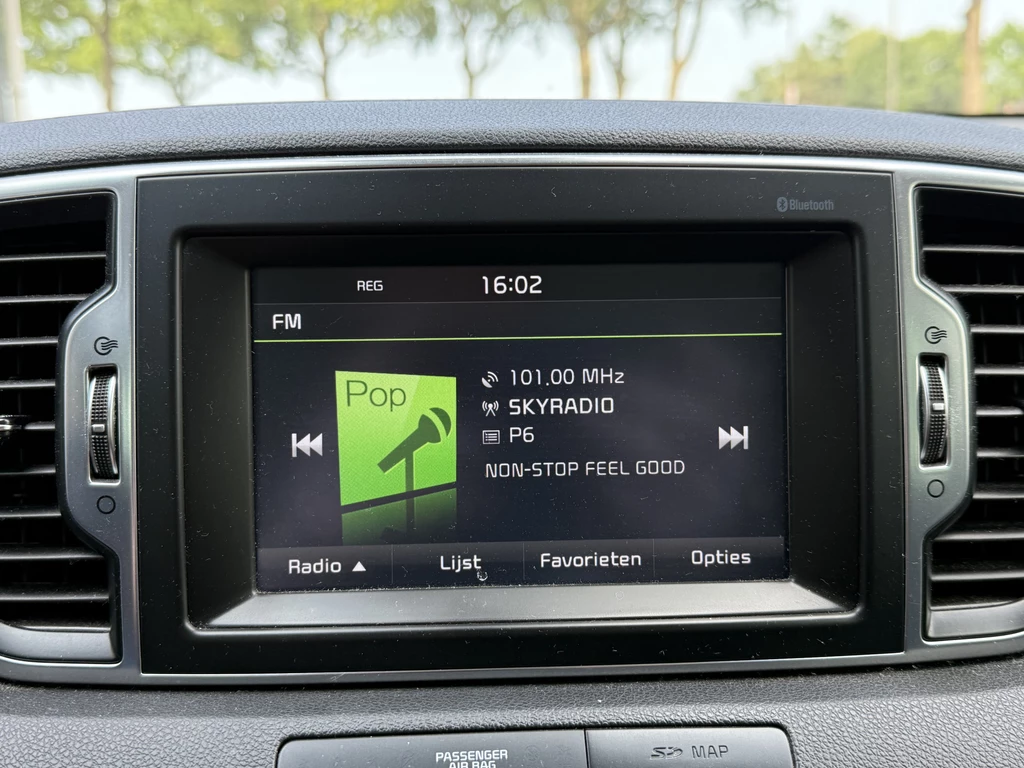 Bluetooth
REG 16:02
FM
Pop
101.00 MHz
SKYRADIO
P6
NON-STOP FEEL GOOD
Radio ▲ Lijst Favorieten Opties
PASSENGER
AIR BAG
SD MAP